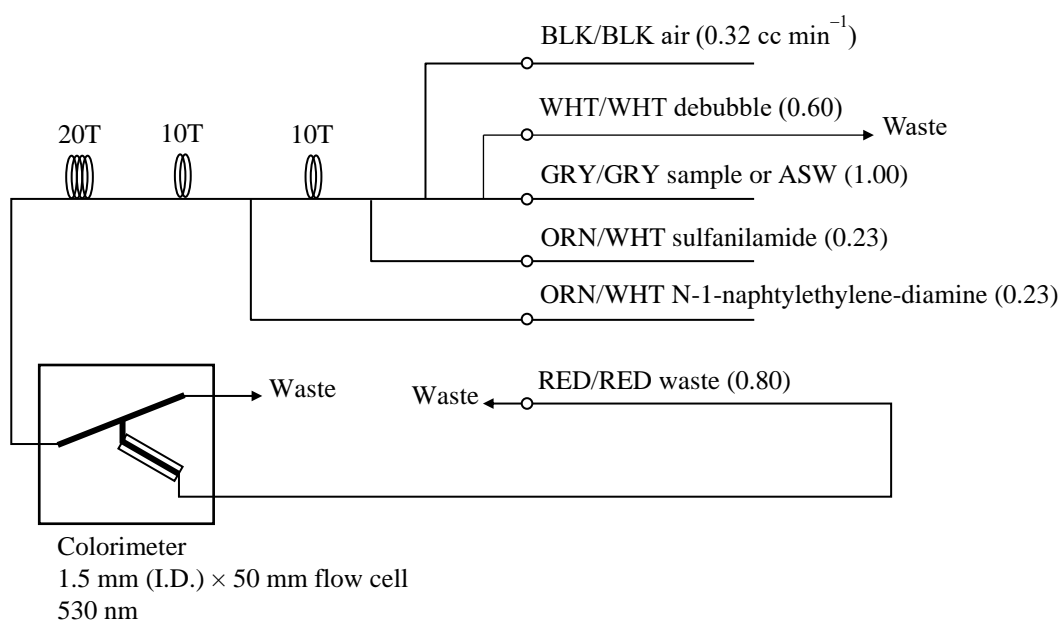 BLK/BLK air (0.32 cc min⁻¹)
WHT/WHT debubble (0.60)
Waste
20T
10T
10T
GRY/GRY sample or ASW (1.00)
ORN/WHT sulfanilamide (0.23)
ORN/WHT N-1-naphtylethylene-diamine (0.23)
RED/RED waste (0.80)
Waste
Waste
Colorimeter
1.5 mm (I.D.) × 50 mm flow cell
530 nm